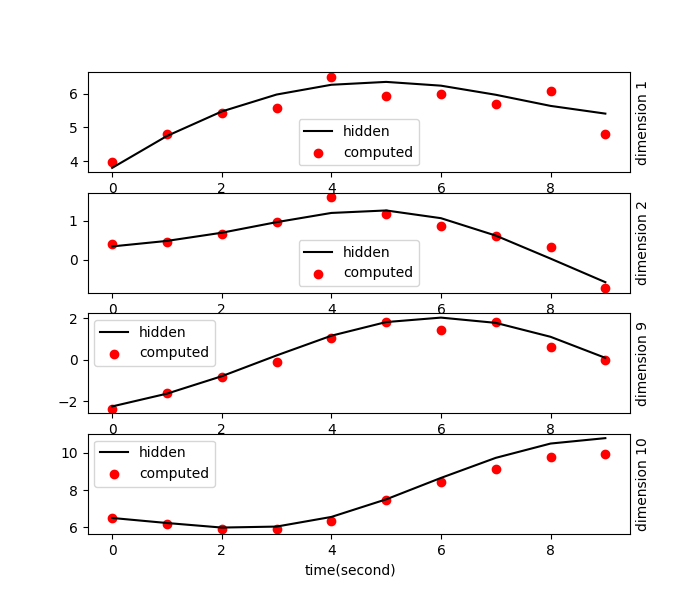 6
5
4
hidden
computed
0 2 4 6 8
dimension 1
1
0
hidden
computed
0 2 4 6 8
dimension 2
2
0
−2
hidden
computed
0 2 4 6 8
dimension 9
10
8
6
hidden
computed
0 2 4 6 8
dimension 10
time(second)